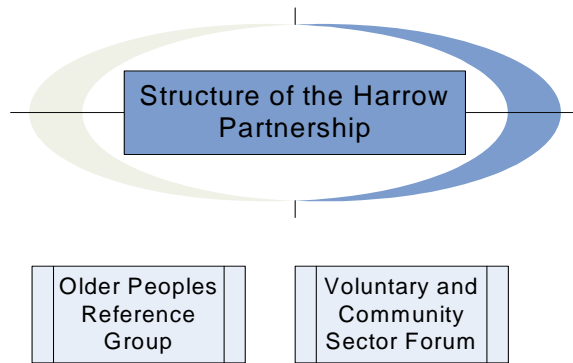 Structure of the Harrow
Partnership
Older Peoples
Reference
Group
Voluntary and
Community
Sector Forum